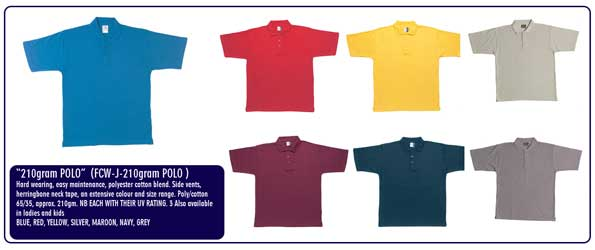 "210gram POLO" (FCW-J-210gram POLO )
Hard wearing, easy maintenance, polyester cotton blend. Side vents,
herringbone neck tape, an extensive colour and size range. Poly/cotton
65/35, approx. 210gm. NB EACH WITH THEIR UV RATING. 3 Also available
in ladies and kids
BLUE, RED, YELLOW, SILVER, MAROON, NAVY, GREY